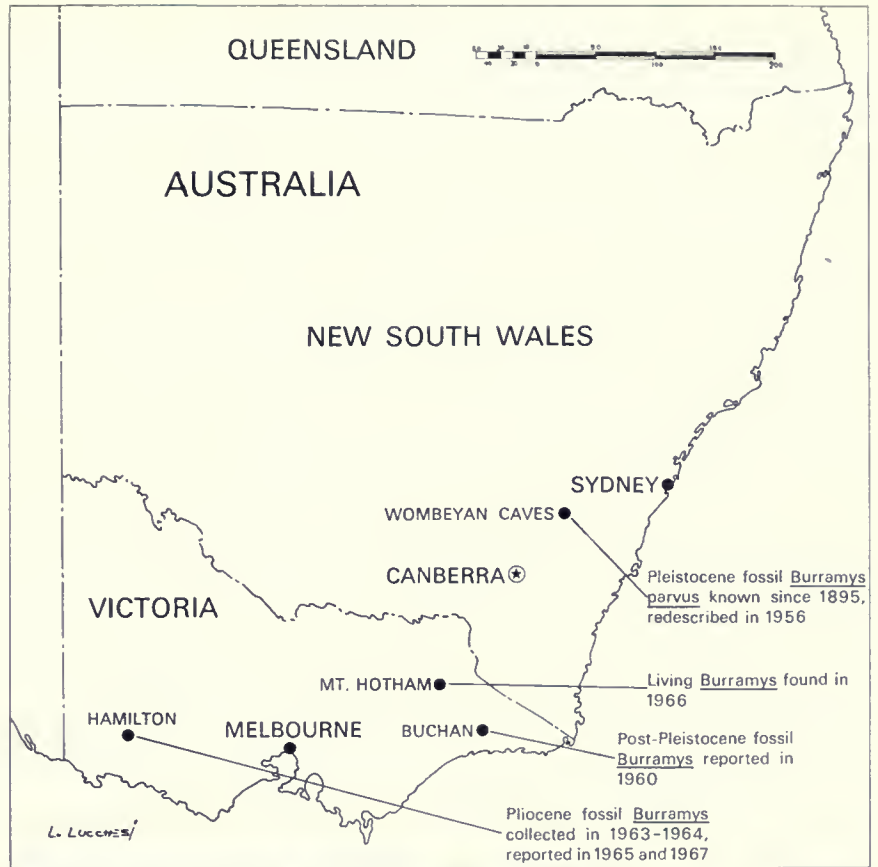 QUEENSLAND
AUSTRALIA
NEW SOUTH WALES
SYDNEY
WOMBEYAN CAVES
CANBERRA
Pleistocene fossil Burramys
parvus known since 1895,
redescribed in 1956
VICTORIA
MT. HOTHAM
Living Burramys found in
1966
HAMILTON
MELBOURNE
BUCHAN
Post-Pleistocene fossil
Burramys reported in
1960
Pliocene fossil Burramys
collected in 1963-1964,
reported in 1965 and 1967
L. LUCCHESI